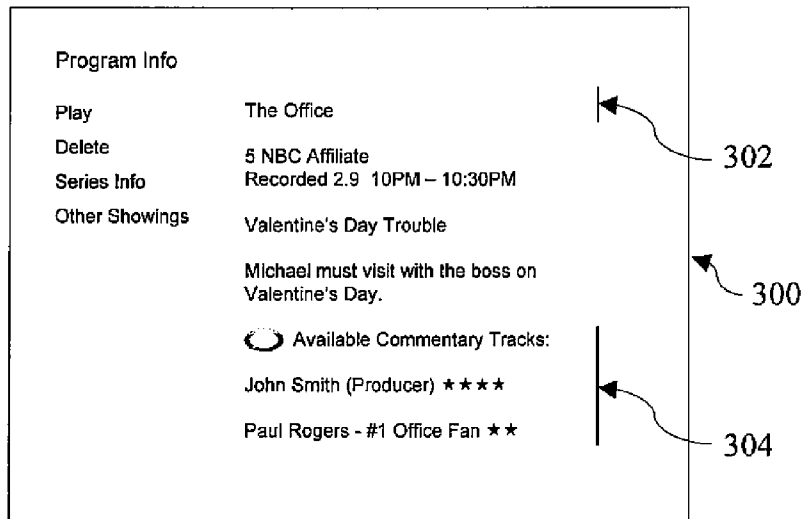 Program Info
Play
Delete
Series Info
Other Showings
The Office
5 NBC Affiliate
Recorded 2.9 10PM – 10:30PM
Valentine's Day Trouble
Michael must visit with the boss on
Valentine's Day.
Available Commentary Tracks:
John Smith (Producer) ★★★★
Paul Rogers - #1 Office Fan ★★
302
300
304